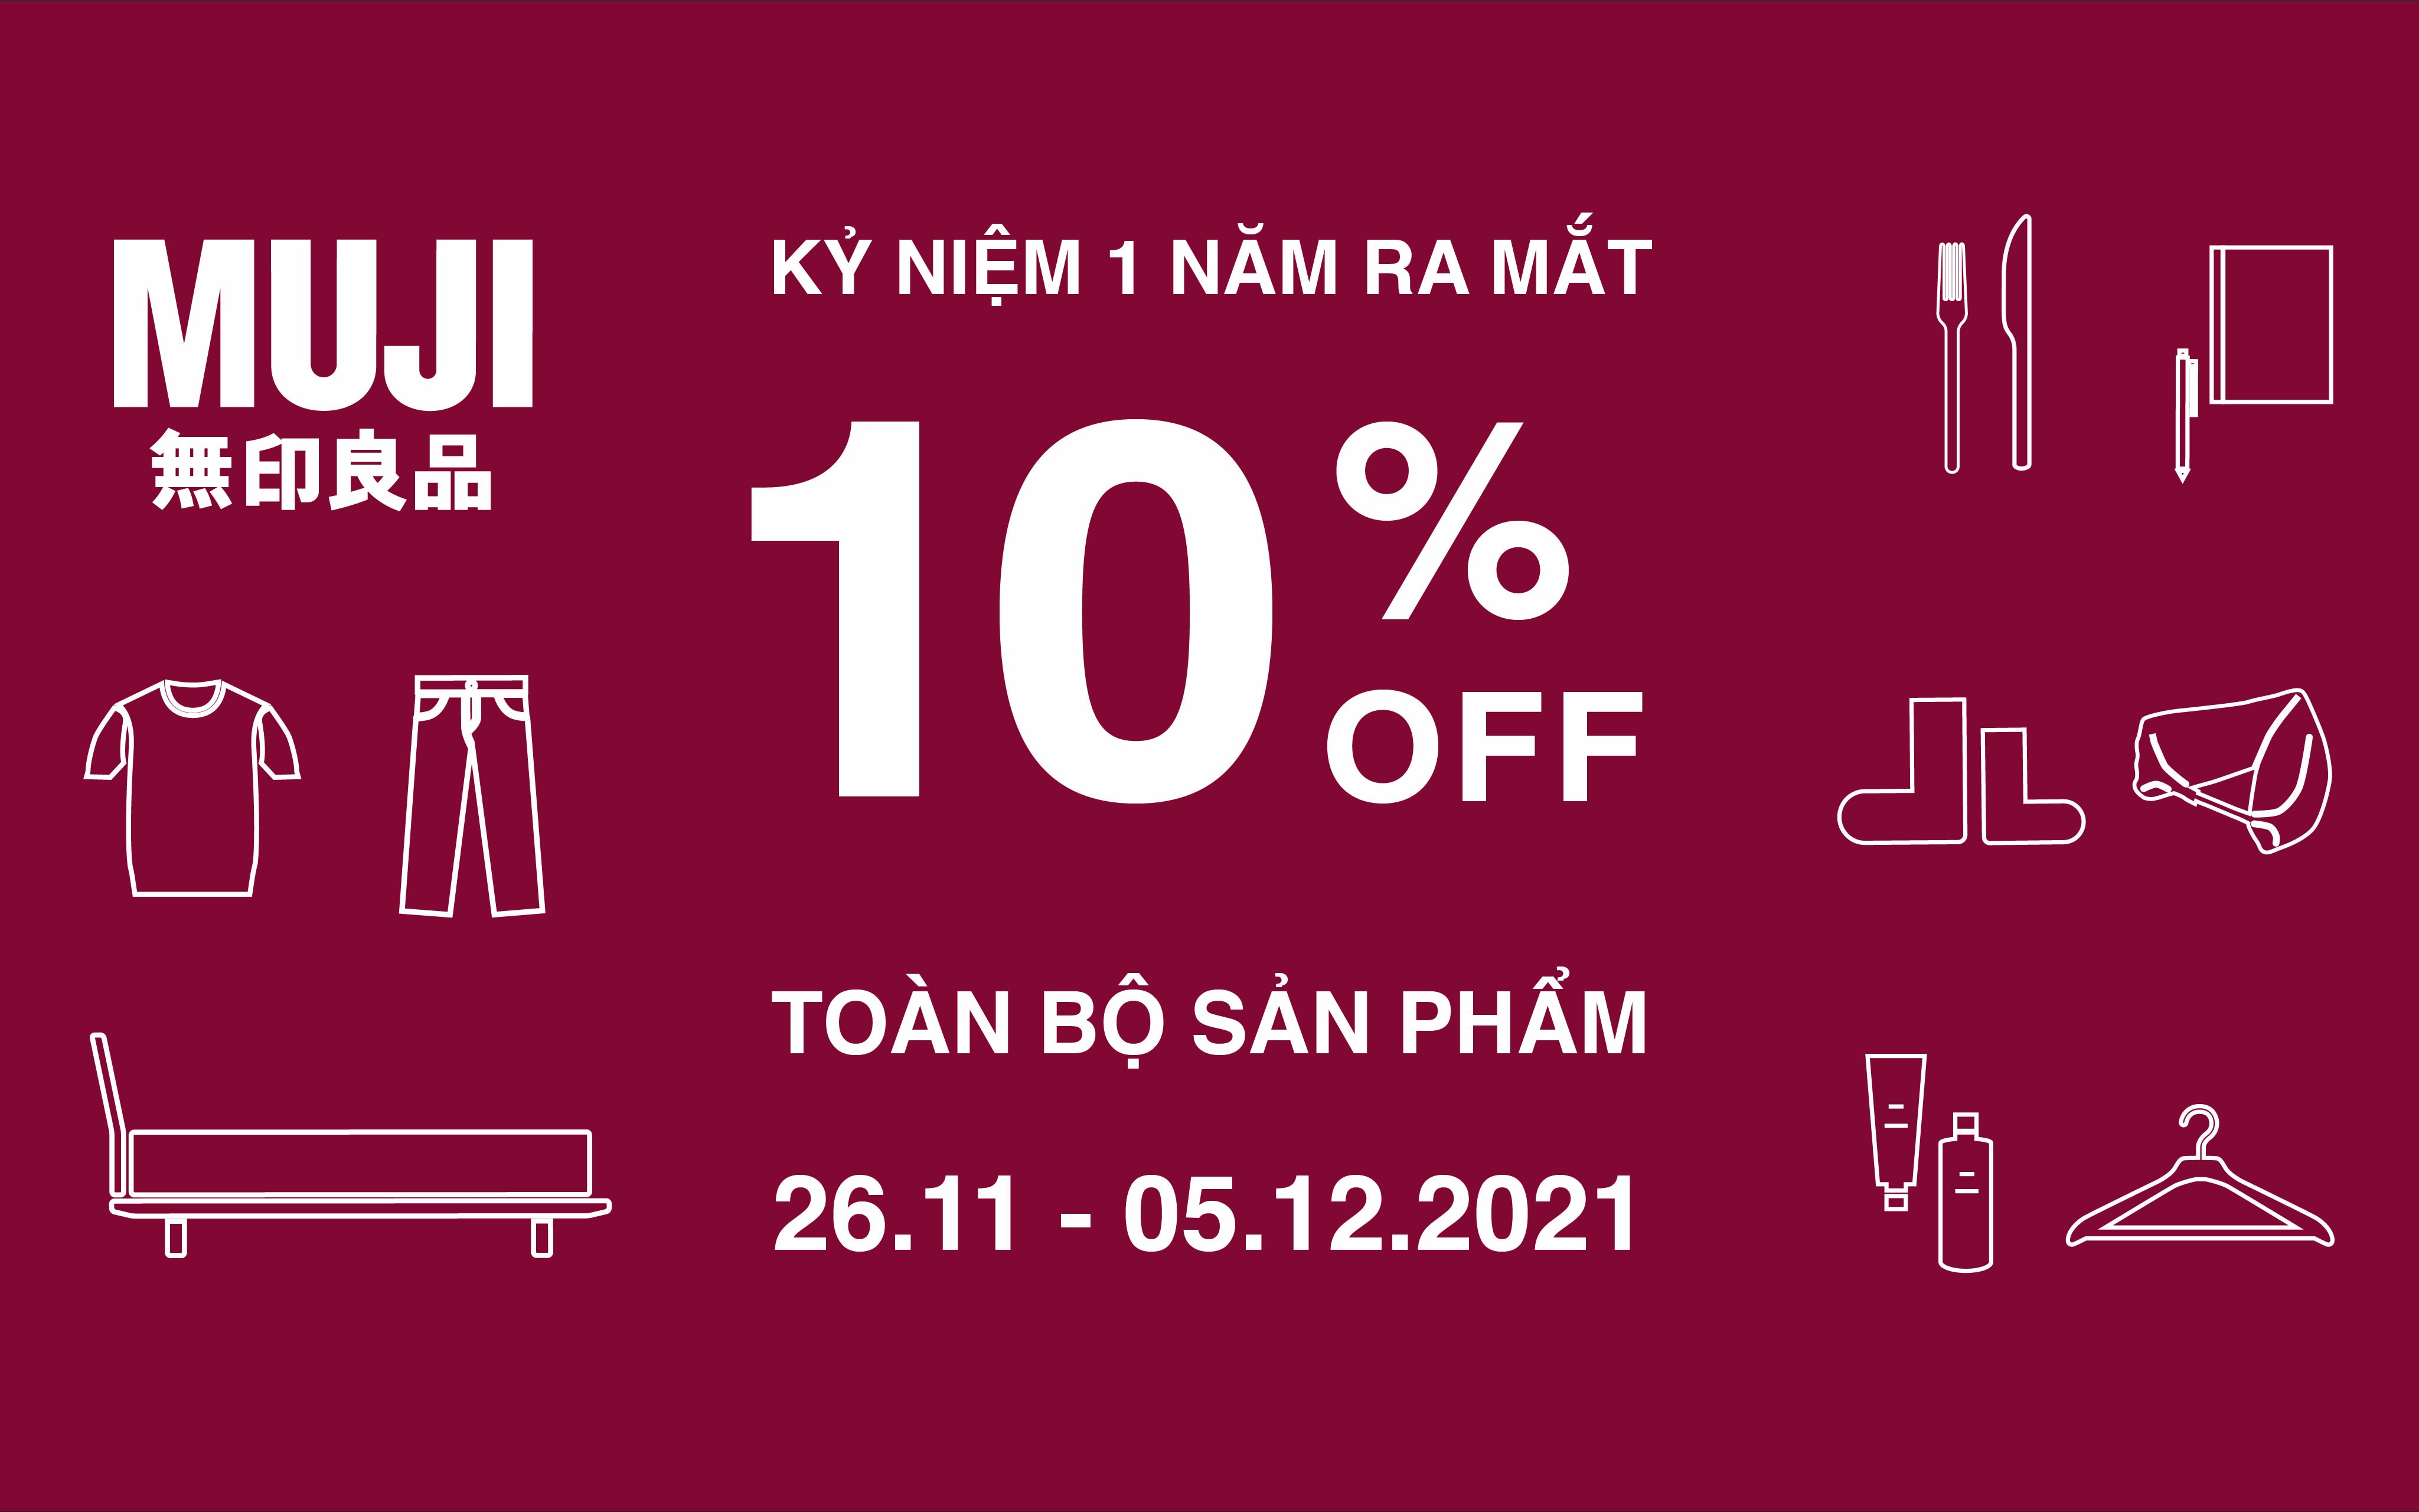 MUJI
無印良品
KỶ NIỆM 1 NĂM RA MẮT
10%
OFF
TOÀN BỘ SẢN PHẨM
26.11 - 05.12.2021